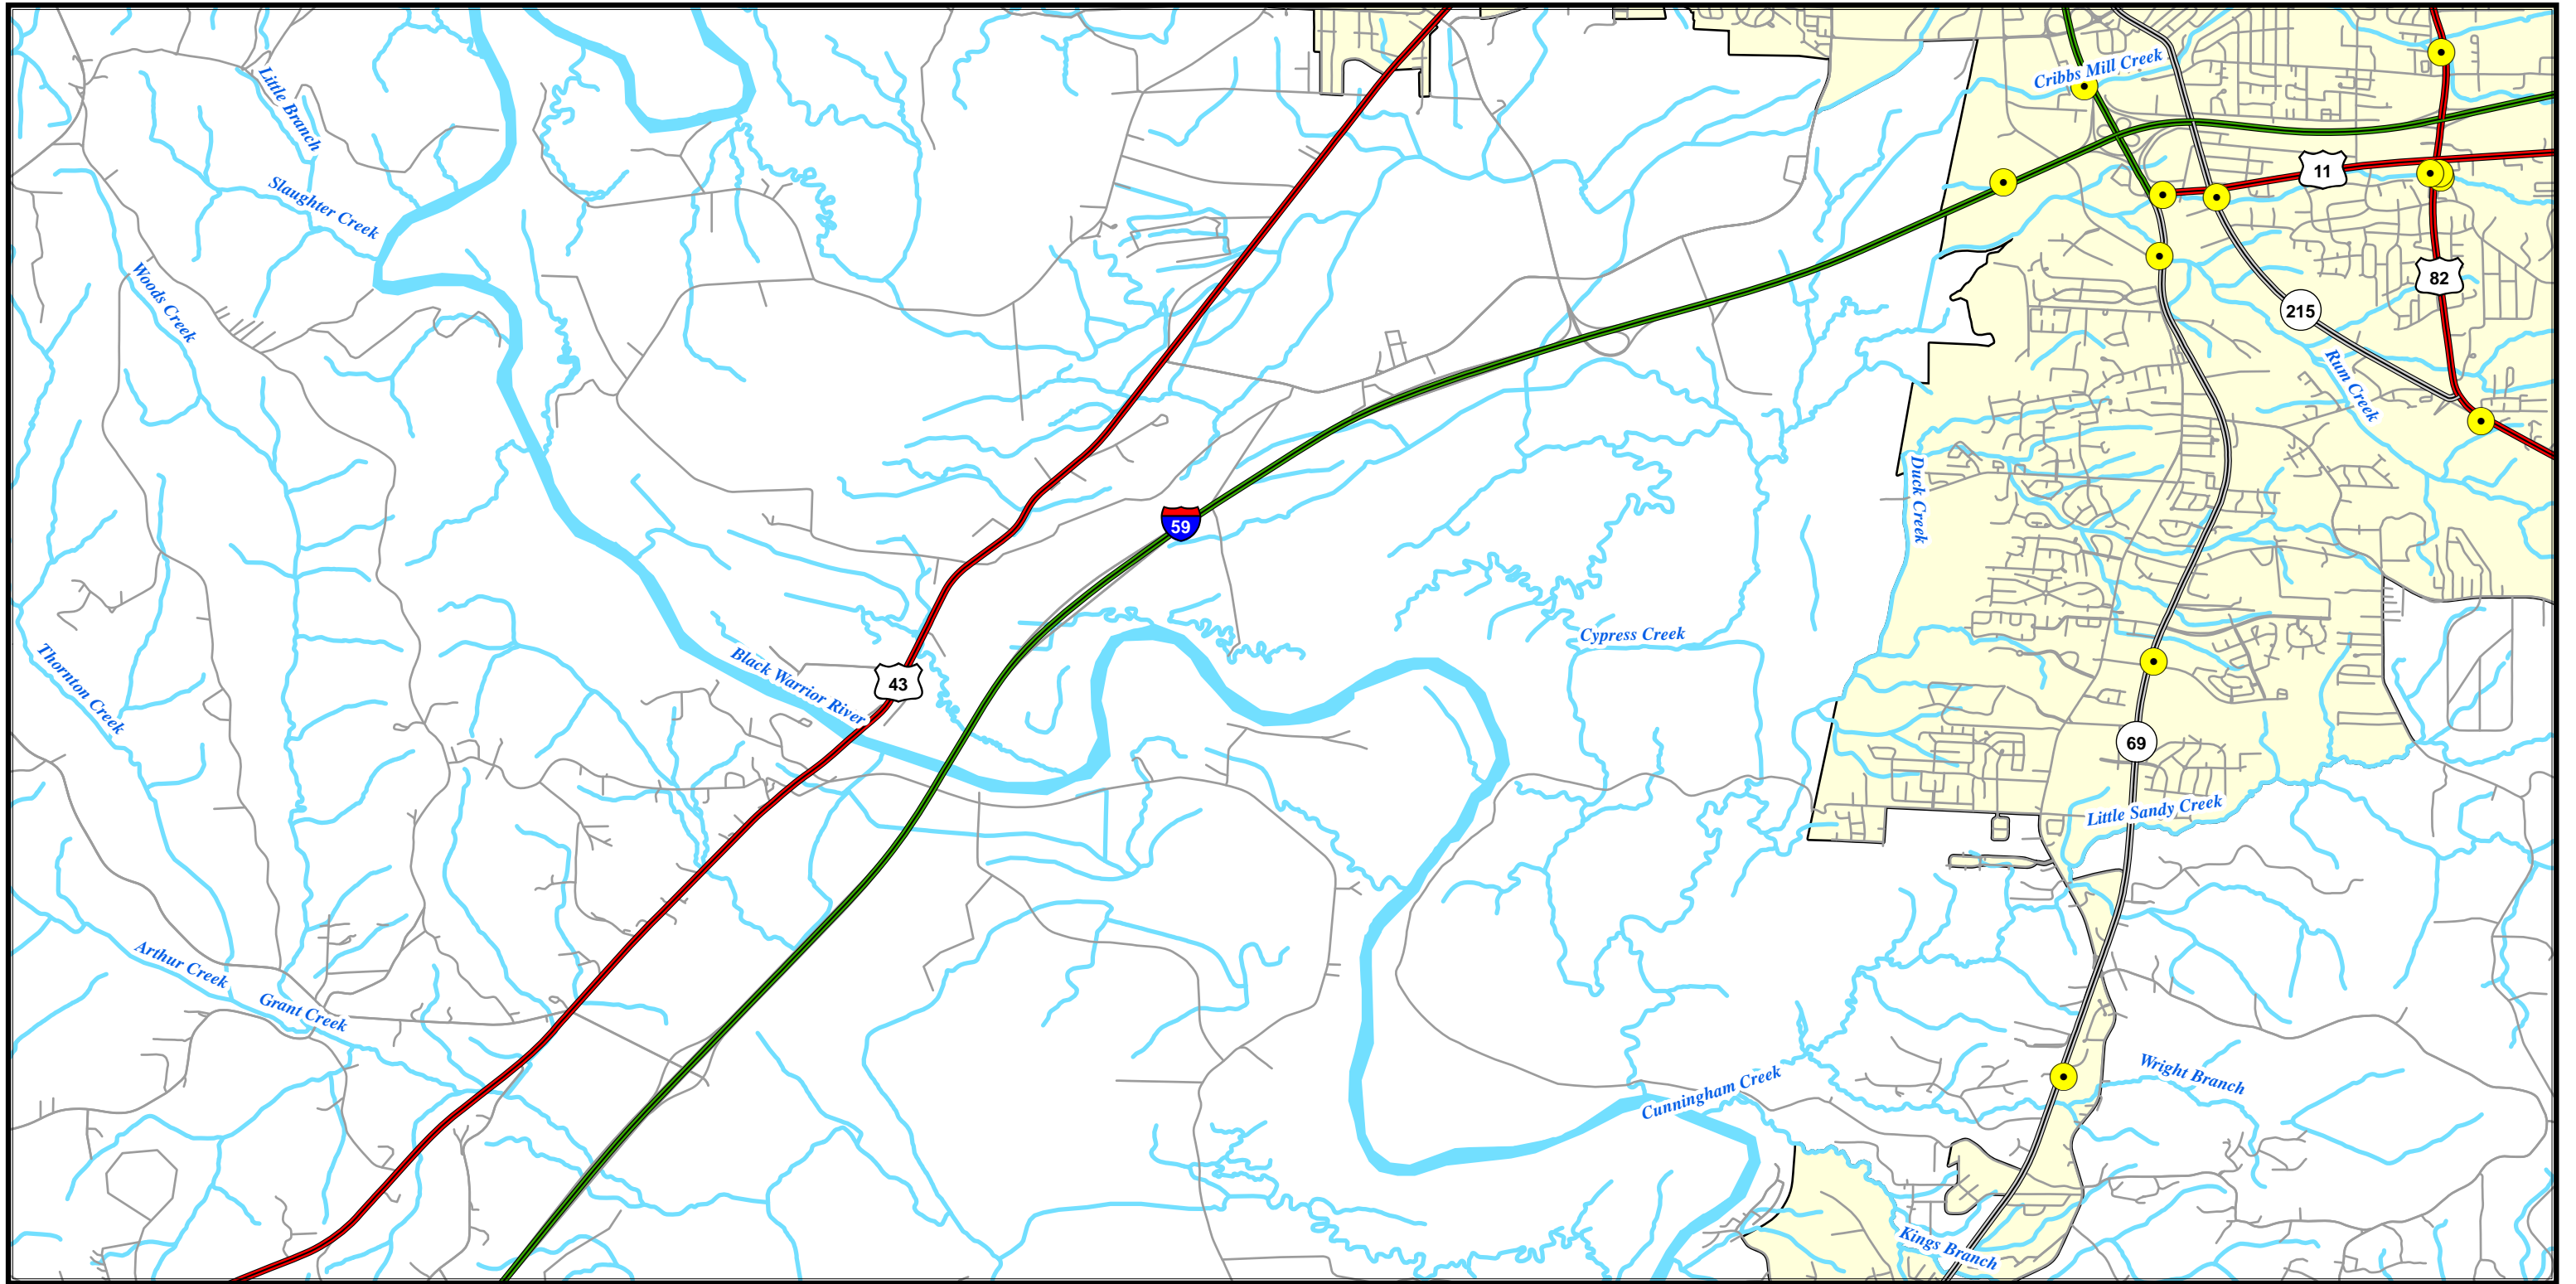 Cribbs Mill Creek
Little Branch
11
Slaughter Creek
82
Woods Creek
215
Rum Creek
Duck Creek
59
Cypress Creek
Thornton Creek
Black Warrior River
43
69
Little Sandy Creek
Arthur Creek
Grant Creek
Cunningham Creek
Wright Branch
Kings Branch